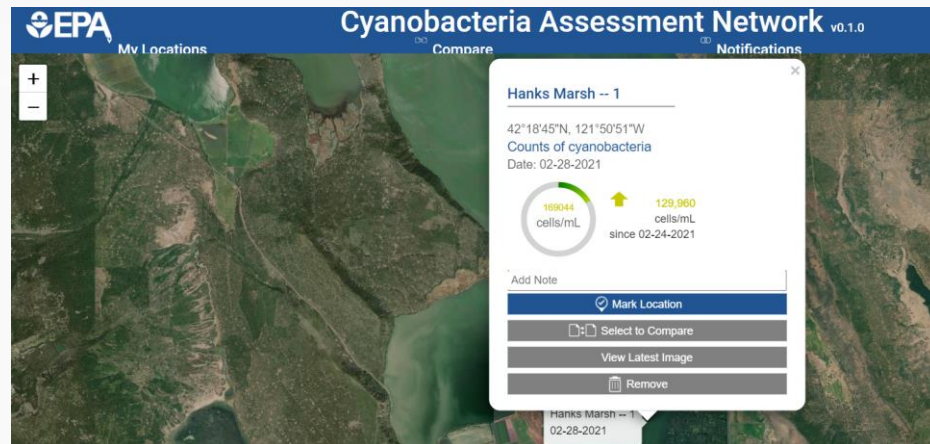 EPA
Cyanobacteria Assessment Network v0.1.0
My Locations
Compare
Notifications
+
−
×
Hanks Marsh -- 1
42°18'45"N, 121°50'51"W
Counts of cyanobacteria
Date: 02-28-2021
169044
cells/mL
129,960
cells/mL
since 02-24-2021
Add Note
Mark Location
Select to Compare
View Latest Image
Remove
Hanks Marsh -- 1
02-28-2021